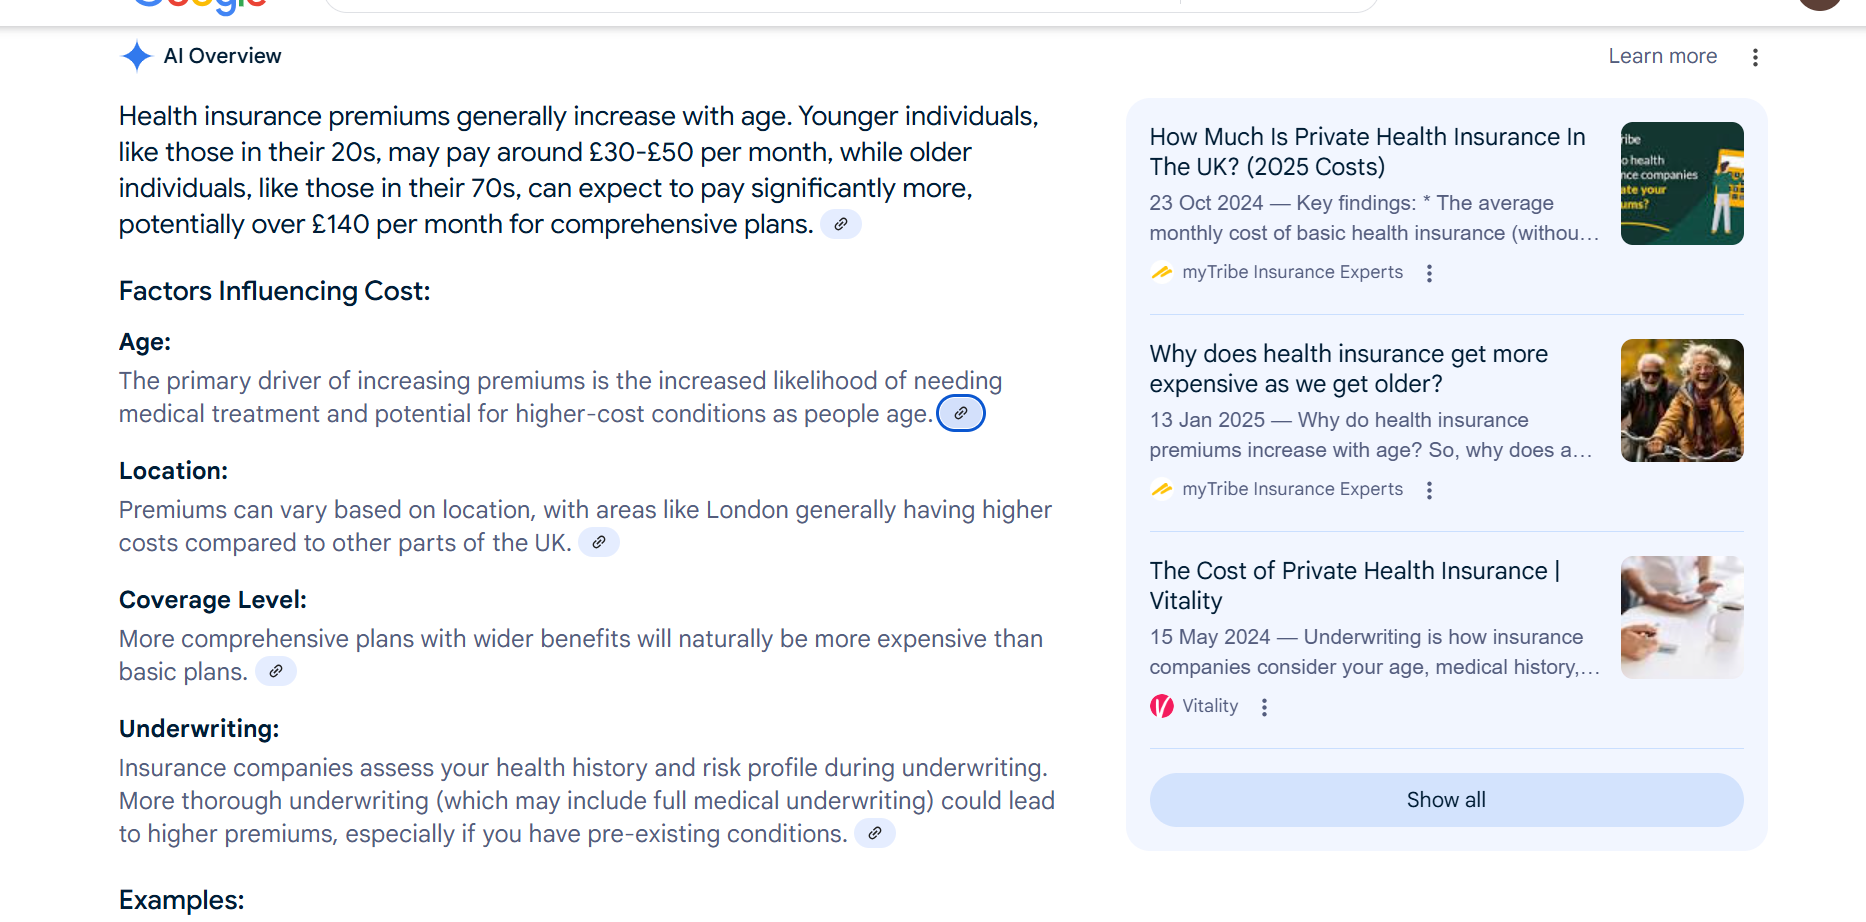 Google
AI Overview
Learn more
Health insurance premiums generally increase with age. Younger individuals,
like those in their 20s, may pay around £30-£50 per month, while older
individuals, like those in their 70s, can expect to pay significantly more,
potentially over £140 per month for comprehensive plans.
Factors Influencing Cost:
Age:
The primary driver of increasing premiums is the increased likelihood of needing
medical treatment and potential for higher-cost conditions as people age.
Location:
Premiums can vary based on location, with areas like London generally having higher
costs compared to other parts of the UK.
Coverage Level:
More comprehensive plans with wider benefits will naturally be more expensive than
basic plans.
Underwriting:
Insurance companies assess your health history and risk profile during underwriting.
More thorough underwriting (which may include full medical underwriting) could lead
to higher premiums, especially if you have pre-existing conditions.
Examples:
How Much Is Private Health Insurance In
The UK? (2025 Costs)
23 Oct 2024 — Key findings: * The average
monthly cost of basic health insurance (withou...
myTribe Insurance Experts
ribe
o health
nce companies
ate your
ums?
Why does health insurance get more
expensive as we get older?
13 Jan 2025 — Why do health insurance
premiums increase with age? So, why does a...
myTribe Insurance Experts
The Cost of Private Health Insurance |
Vitality
15 May 2024 — Underwriting is how insurance
companies consider your age, medical history,...
Vitality
Show all